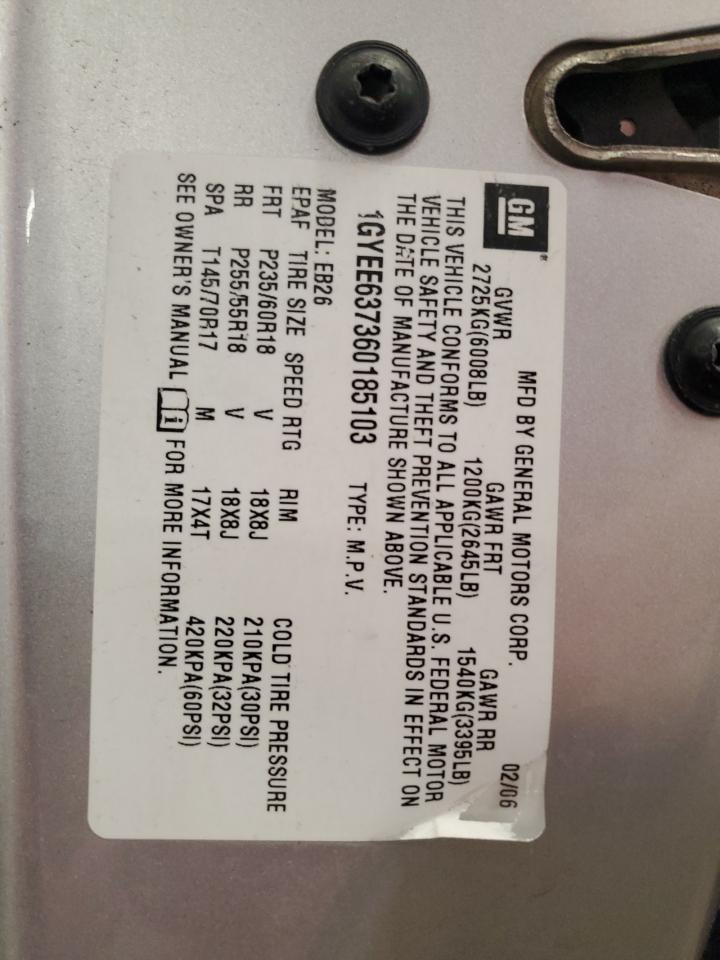 GM MFD BY GENERAL MOTORS CORP. 02/06
GVWR GAWR FRT GAWR RR
2725KG(6008LB) 1200KG(2645LB) 1540KG(3395LB)
THIS VEHICLE CONFORMS TO ALL APPLICABLE U.S. FEDERAL MOTOR
VEHICLE SAFETY AND THEFT PREVENTION STANDARDS IN EFFECT ON
THE DATE OF MANUFACTURE SHOWN ABOVE.
1GYEE637360185103 TYPE: M.P.V.
MODEL: EB26
EPAF TIRE SIZE SPEED RTG RIM COLD TIRE PRESSURE
FRT P235/60R18 V 18X8J 210KPA(30PSI)
RR P255/55R18 V 18X8J 220KPA(32PSI)
SPA T145/70R17 M 17X4T 420KPA(60PSI)
SEE OWNER'S MANUAL i FOR MORE INFORMATION.